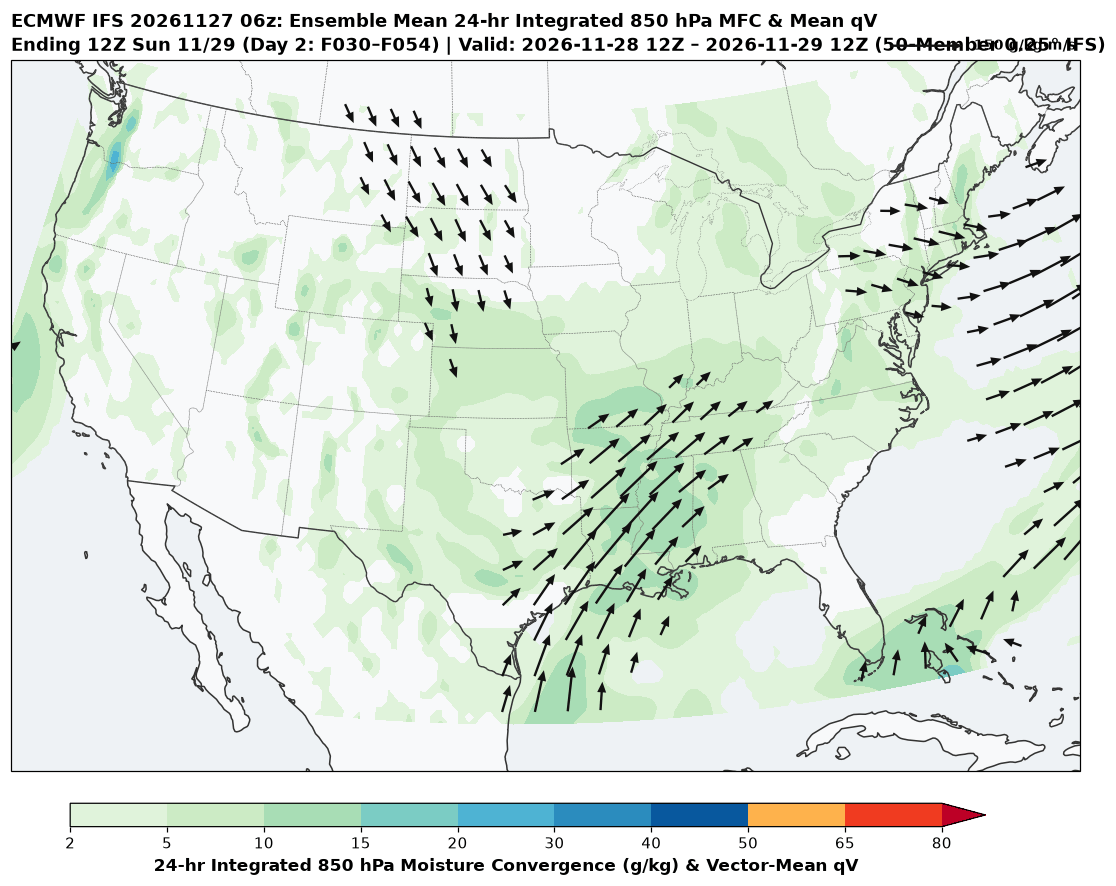 ECMWF IFS 20261127 06z: Ensemble Mean 24-hr Integrated 850 hPa MFC & Mean qV
Ending 12Z Sun 11/29 (Day 2: F030–F054) | Valid: 2026-11-28 12Z – 2026-11-29 12Z (50-Member 0.25° IFS)
150 g/kg·m/s
2 5 10 15 20 30 40 50 65 80
24-hr Integrated 850 hPa Moisture Convergence (g/kg) & Vector-Mean qV